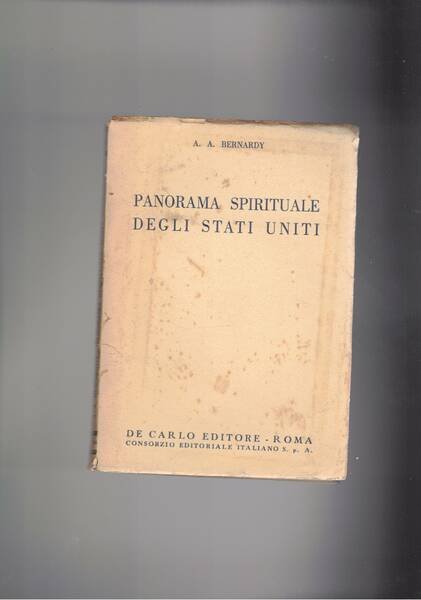 A. A. BERNARDY
PANORAMA SPIRITUALE
DEGLI STATI UNITI
DE CARLO EDITORE - ROMA
CONSORZIO EDITORIALE ITALIANO S. p. A.